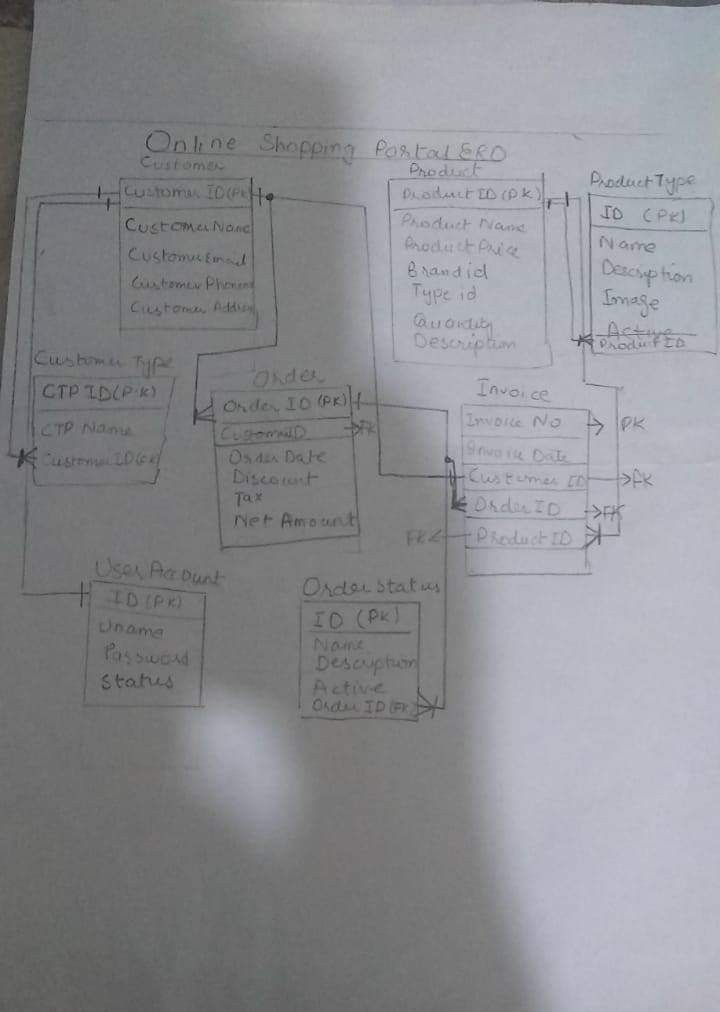 Online Shopping Portal ERD
Customer
Customer ID(PK)
Customer Name
Customer Email
Customer Phone
Customer Address
Product
Product ID (PK)
Product Name
Product Price
Brand id
Type id
Quantity
Description
Product Type
ID (PK)
Name
Description
Image
Active
Product ID
Customer Type
CTP ID(P.K)
CTP Name
Customer ID(FK)
Order
Order ID (PK)
Customer ID FK
Order Date
Discount
Tax
Net Amount
Invoice
Invoice No PK
Invoice Date
Customer ID FK
Order ID FK
FK Product ID
User Account
ID (PK)
Uname
Password
Status
Order Status
ID (PK)
Name
Description
Active
Order ID (FK)